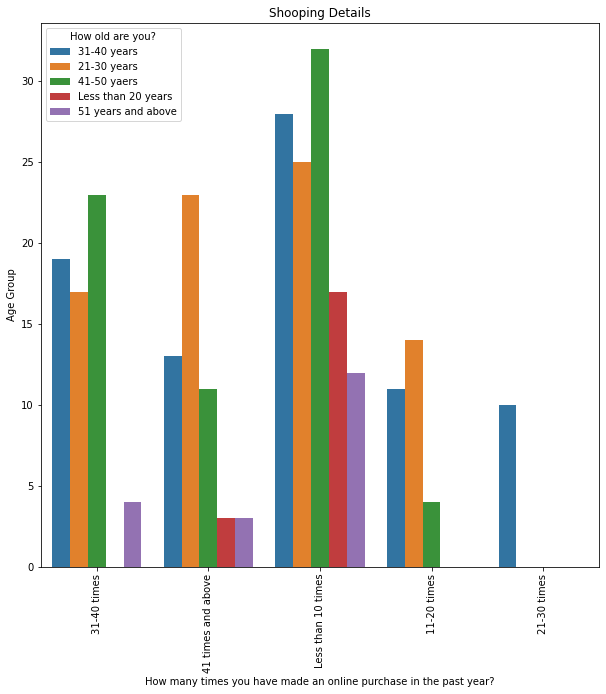 Shooping Details
How old are you?
31-40 years
21-30 years
41-50 yaers
Less than 20 years
51 years and above
Age Group
30
25
20
15
10
5
0
31-40 times
41 times and above
Less than 10 times
11-20 times
21-30 times
How many times you have made an online purchase in the past year?